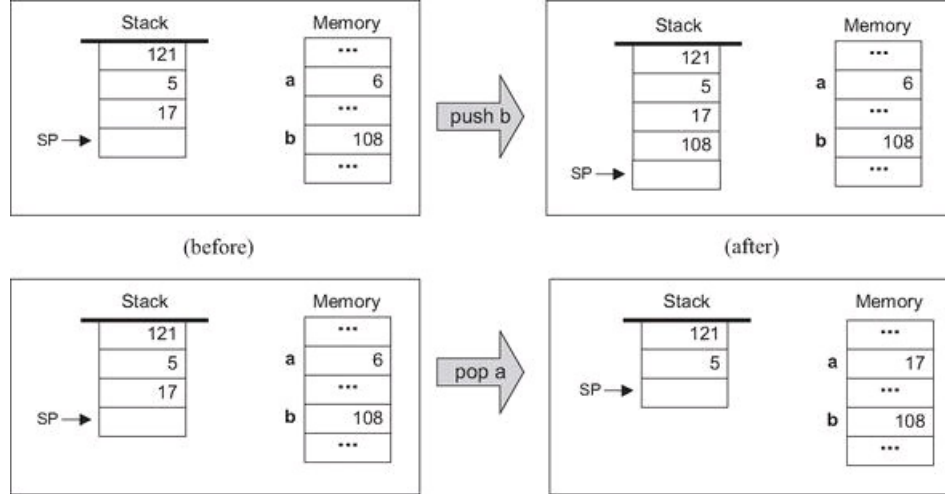 Stack
121
5
17
SP
Memory
...
a 6
...
b 108
...
push b
Stack
121
5
17
108
SP
Memory
...
a 6
...
b 108
...
(before)
(after)
Stack
121
5
17
SP
Memory
...
a 6
...
b 108
...
pop a
Stack
121
5
SP
Memory
...
a 17
...
b 108
...